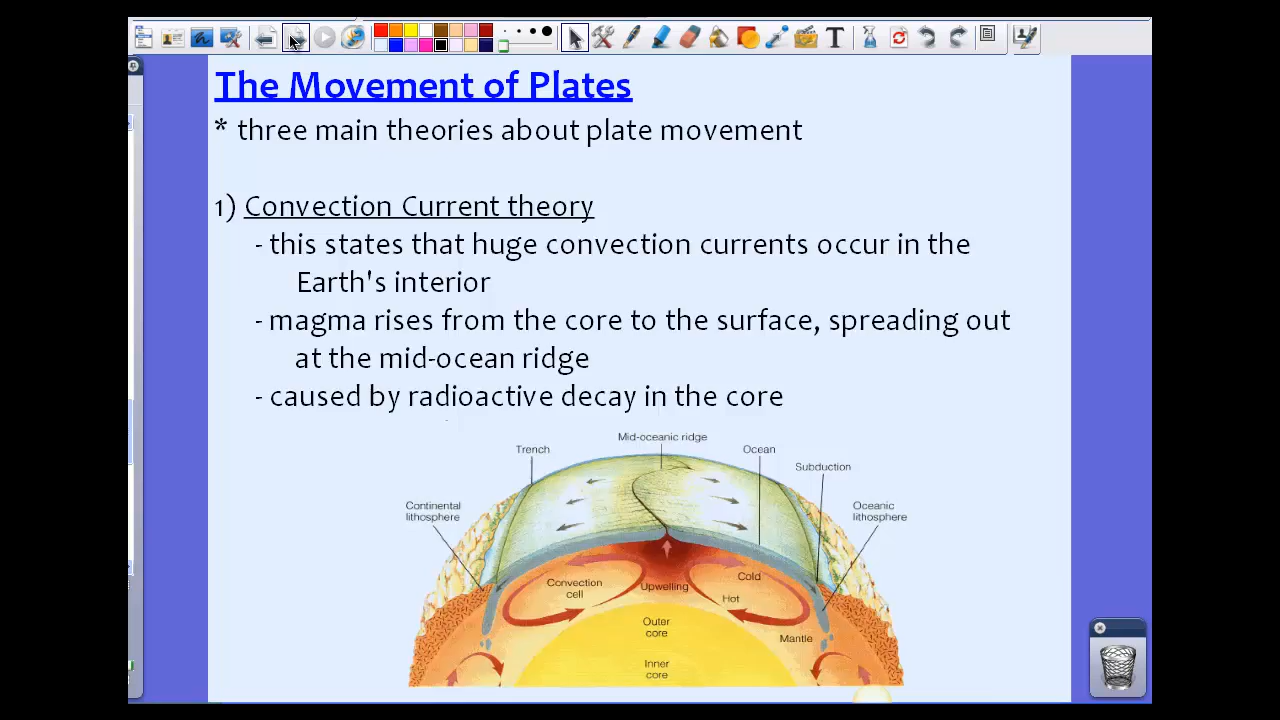 The Movement of Plates
* three main theories about plate movement
1) Convection Current theory
- this states that huge convection currents occur in the
Earth's interior
- magma rises from the core to the surface, spreading out
at the mid-ocean ridge
- caused by radioactive decay in the core
Mid-oceanic ridge
Trench
Ocean
Subduction
Continental
lithosphere
Oceanic
lithosphere
Convection
cell
Upwelling
Cold
Hot
Outer
core
Mantle
Inner
core